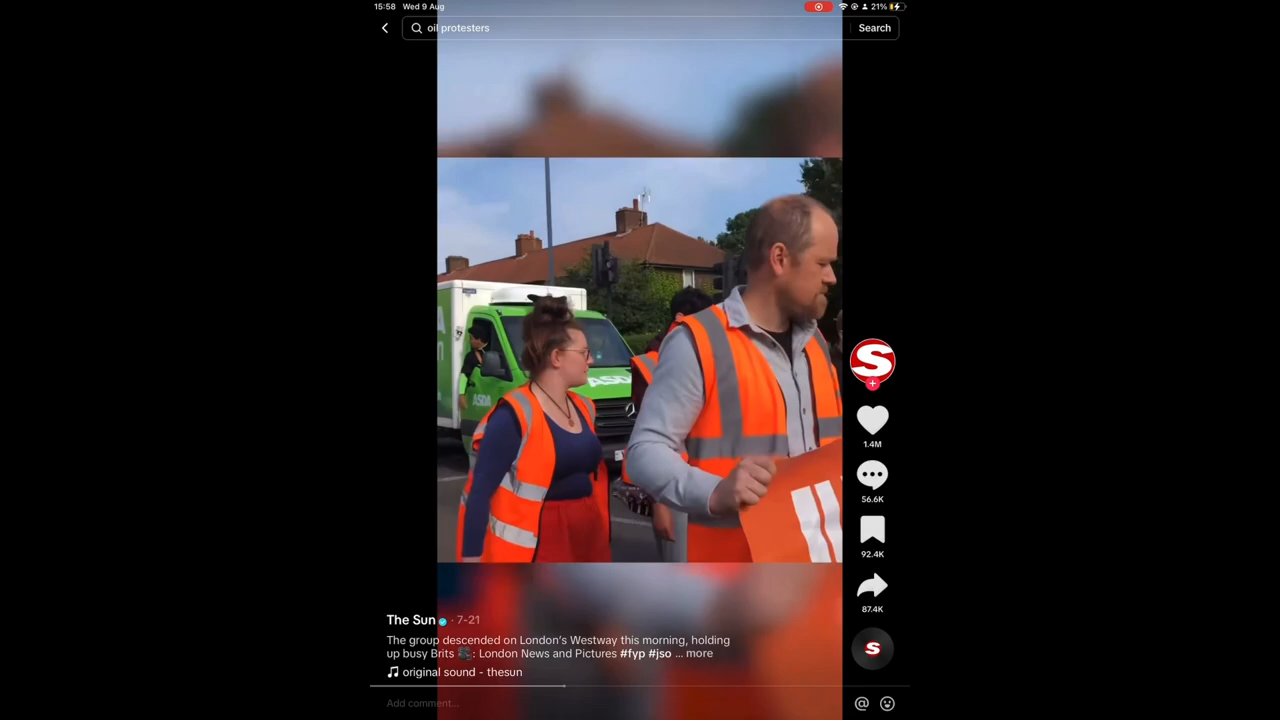 15:58 Wed 9 Aug
21%
oil protesters
Search
ASDA
ASDA
S
1.4M
56.6K
92.4K
87.4K
S
The Sun · 7-21
The group descended on London's Westway this morning, holding
up busy Brits : London News and Pictures #fyp #jso ... more
original sound - thesun
Add comment...
@